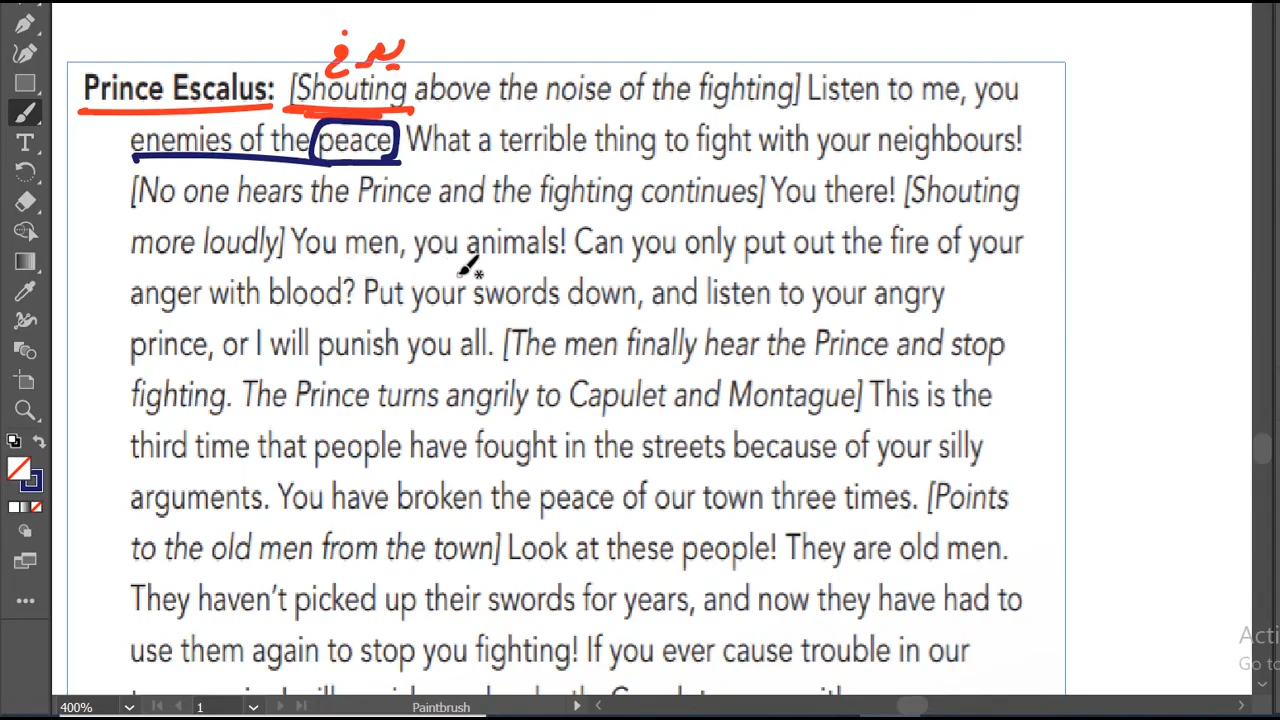 يصرخ
Prince Escalus: [Shouting above the noise of the fighting] Listen to me, you
enemies of the peace What a terrible thing to fight with your neighbours!
[No one hears the Prince and the fighting continues] You there! [Shouting
more loudly] You men, you animals! Can you only put out the fire of your
anger with blood? Put your swords down, and listen to your angry
prince, or I will punish you all. [The men finally hear the Prince and stop
fighting. The Prince turns angrily to Capulet and Montague] This is the
third time that people have fought in the streets because of your silly
arguments. You have broken the peace of our town three times. [Points
to the old men from the town] Look at these people! They are old men.
They haven't picked up their swords for years, and now they have had to
use them again to stop you fighting! If you ever cause trouble in our
Acti
Go to
400% 1 Paintbrush